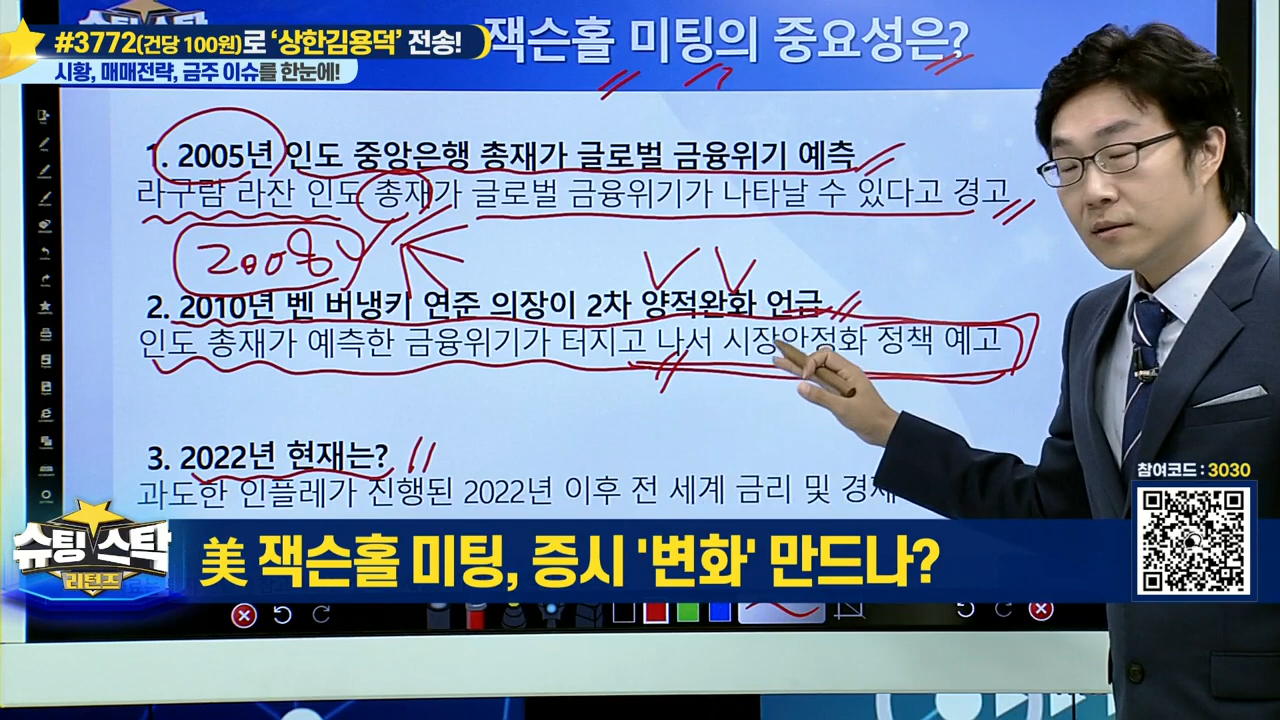 #3772(건당 100원)로 '상한김용덕' 전송!
시황, 매매전략, 금주 이슈를 한눈에!
잭슨홀 미팅의 중요성은?
1. 2005년 인도 중앙은행 총재가 글로벌 금융위기 예측
라구람 라잔 인도 총재가 글로벌 금융위기가 나타날 수 있다고 경고
2008
2. 2010년 벤 버냉키 연준 의장이 2차 양적완화 언급
인도 총재가 예측한 금융위기가 터지고 나서 시장안정화 정책 예고
3. 2022년 현재는?
과도한 인플레가 진행된 2022년 이후 전 세계 금리 및 경제
참여코드 : 3030
슈팅 스탁
리턴즈
美 잭슨홀 미팅, 증시 '변화' 만드나?